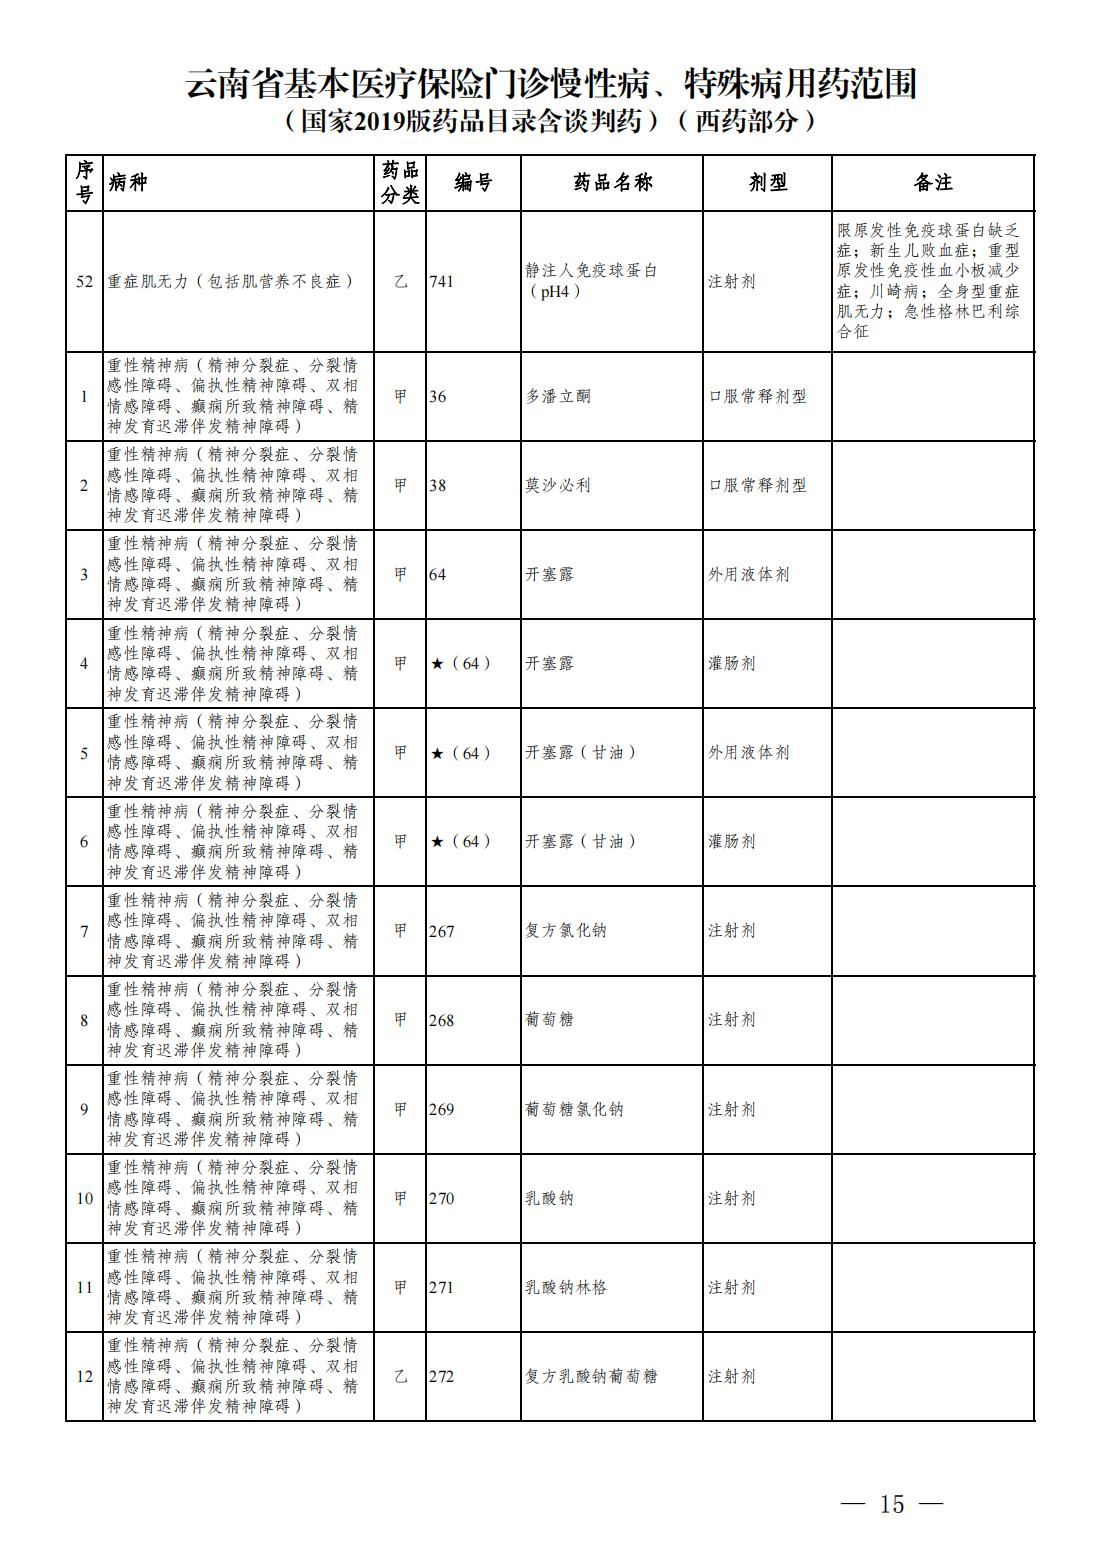 云南省基本医疗保险门诊慢性病、特殊病用药范围
（国家2019版药品目录含谈判药）（西药部分）
序号 病种 药品分类 编号 药品名称 剂型 备注
52 重症肌无力（包括肌营养不良症） 乙 741 静注人免疫球蛋白（pH4） 注射剂 限原发性免疫球蛋白缺乏症；新生儿败血症；重型原发性免疫性血小板减少症；川崎病；全身型重症肌无力；急性格林巴利综合征
1 重性精神病（精神分裂症、分裂情感性障碍、偏执性精神障碍、双相情感障碍、癫痫所致精神障碍、精神发育迟滞伴发精神障碍） 甲 36 多潘立酮 口服常释剂型
2 重性精神病（精神分裂症、分裂情感性障碍、偏执性精神障碍、双相情感障碍、癫痫所致精神障碍、精神发育迟滞伴发精神障碍） 甲 38 莫沙必利 口服常释剂型
3 重性精神病（精神分裂症、分裂情感性障碍、偏执性精神障碍、双相情感障碍、癫痫所致精神障碍、精神发育迟滞伴发精神障碍） 甲 64 开塞露 外用液体剂
4 重性精神病（精神分裂症、分裂情感性障碍、偏执性精神障碍、双相情感障碍、癫痫所致精神障碍、精神发育迟滞伴发精神障碍） 甲 ★（64） 开塞露 灌肠剂
5 重性精神病（精神分裂症、分裂情感性障碍、偏执性精神障碍、双相情感障碍、癫痫所致精神障碍、精神发育迟滞伴发精神障碍） 甲 ★（64） 开塞露（甘油） 外用液体剂
6 重性精神病（精神分裂症、分裂情感性障碍、偏执性精神障碍、双相情感障碍、癫痫所致精神障碍、精神发育迟滞伴发精神障碍） 甲 ★（64） 开塞露（甘油） 灌肠剂
7 重性精神病（精神分裂症、分裂情感性障碍、偏执性精神障碍、双相情感障碍、癫痫所致精神障碍、精神发育迟滞伴发精神障碍） 甲 267 复方氯化钠 注射剂
8 重性精神病（精神分裂症、分裂情感性障碍、偏执性精神障碍、双相情感障碍、癫痫所致精神障碍、精神发育迟滞伴发精神障碍） 甲 268 葡萄糖 注射剂
9 重性精神病（精神分裂症、分裂情感性障碍、偏执性精神障碍、双相情感障碍、癫痫所致精神障碍、精神发育迟滞伴发精神障碍） 甲 269 葡萄糖氯化钠 注射剂
10 重性精神病（精神分裂症、分裂情感性障碍、偏执性精神障碍、双相情感障碍、癫痫所致精神障碍、精神发育迟滞伴发精神障碍） 甲 270 乳酸钠 注射剂
11 重性精神病（精神分裂症、分裂情感性障碍、偏执性精神障碍、双相情感障碍、癫痫所致精神障碍、精神发育迟滞伴发精神障碍） 甲 271 乳酸钠林格 注射剂
12 重性精神病（精神分裂症、分裂情感性障碍、偏执性精神障碍、双相情感障碍、癫痫所致精神障碍、精神发育迟滞伴发精神障碍） 乙 272 复方乳酸钠葡萄糖 注射剂
— 15 —